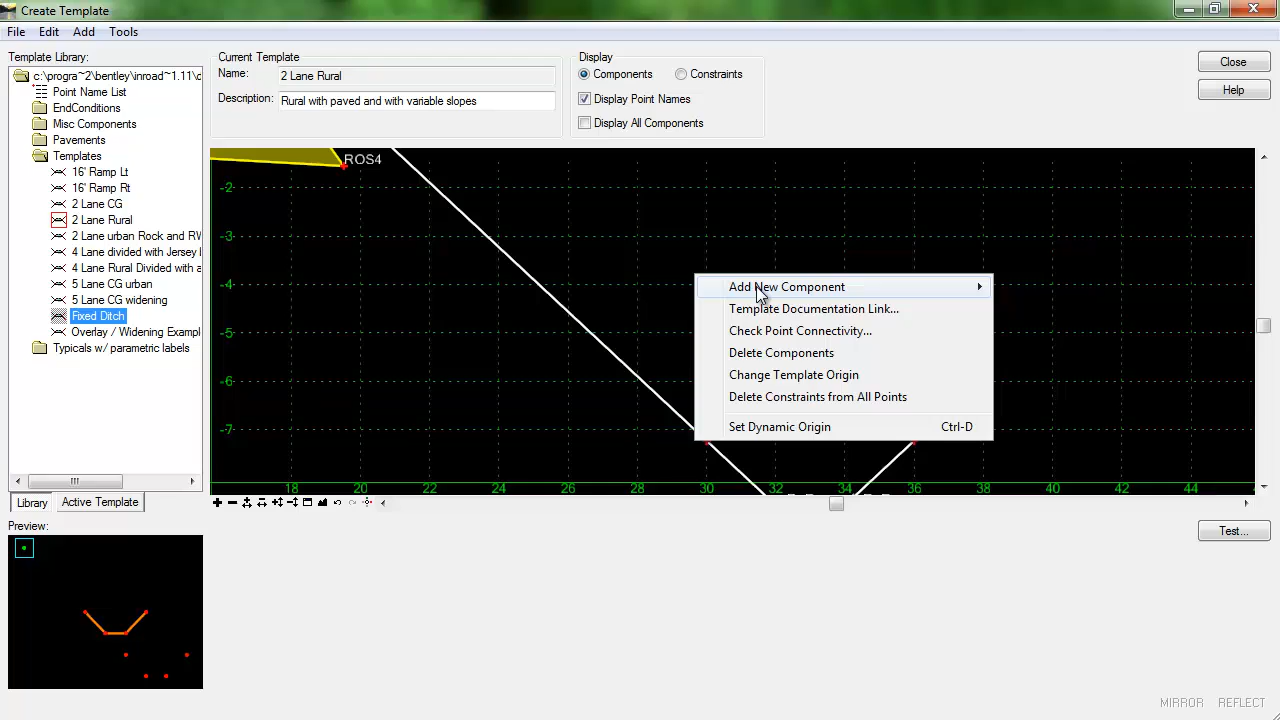 Create Template
File Edit Add Tools
Template Library:
c:\progra~2\bentley\inroad~1.11\c
Point Name List
EndConditions
Misc Components
Pavements
Templates
16' Ramp Lt
16' Ramp Rt
2 Lane CG
2 Lane Rural
2 Lane urban Rock and RW
4 Lane divided with Jersey
4 Lane Rural Divided with a
5 Lane CG urban
5 Lane CG widening
Fixed Ditch
Overlay / Widening Exampl
Typicals w/ parametric labels
Library Active Template
Preview:
Current Template
Name: 2 Lane Rural
Description: Rural with paved and with variable slopes
Display
Components Constraints
Display Point Names
Display All Components
Close
Help
ROS4
-2
-3
-4
-5
-6
-7
18 20 22 24 26 28 30 32 34 36 38 40 42 44
Add New Component
Template Documentation Link...
Check Point Connectivity...
Delete Components
Change Template Origin
Delete Constraints from All Points
Set Dynamic Origin Ctrl-D
Test...
MIRROR REFLECT